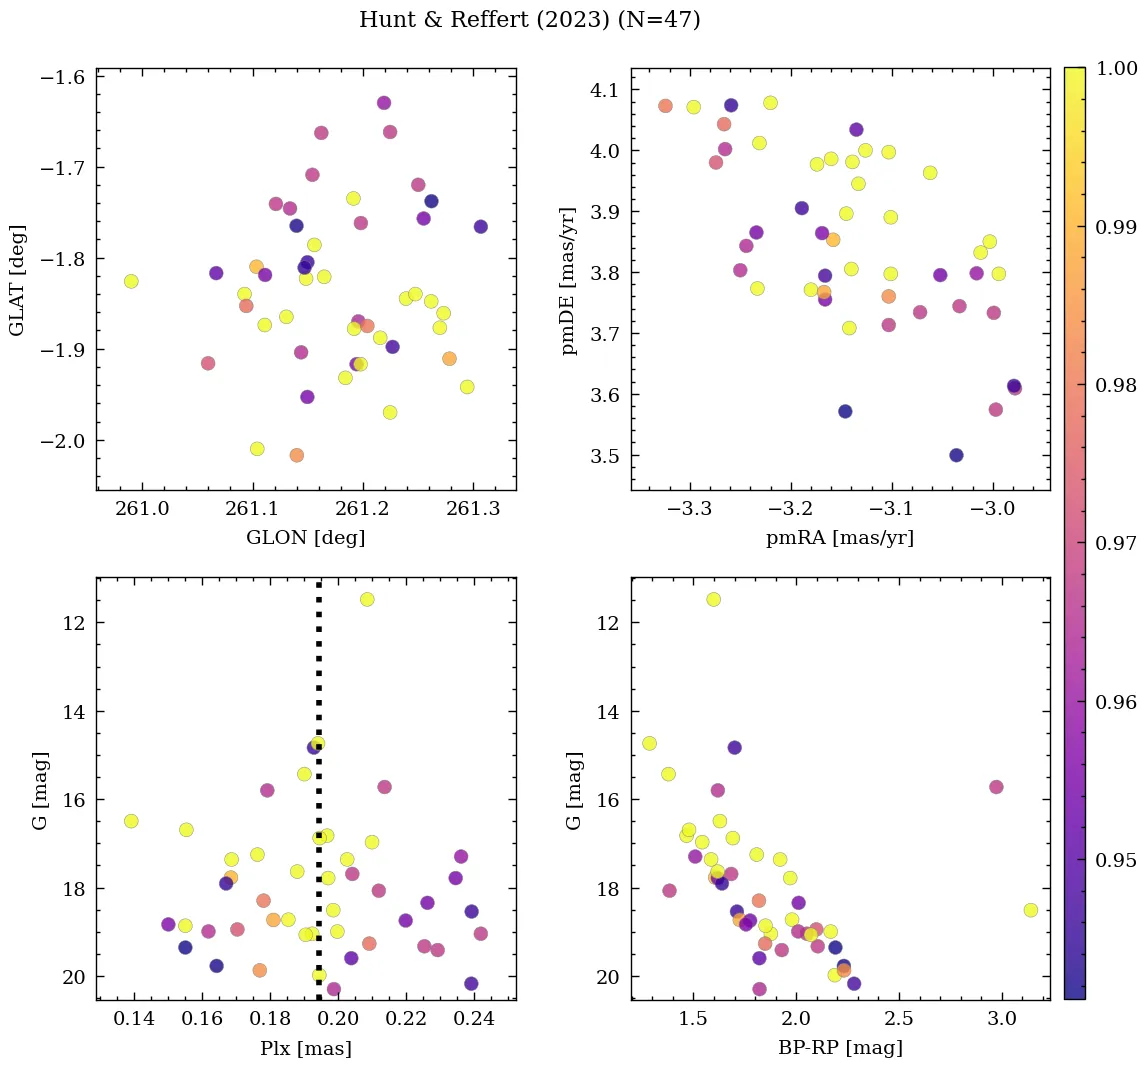 Hunt & Reffert (2023) (N=47)
−1.6
−1.7
−1.8
−1.9
−2.0
GLAT [deg]
261.0 261.1 261.2 261.3
GLON [deg]
4.1
4.0
3.9
3.8
3.7
3.6
3.5
pmDE [mas/yr]
−3.3 −3.2 −3.1 −3.0
pmRA [mas/yr]
1.00
0.99
0.98
0.97
0.96
0.95
12
14
16
18
20
G [mag]
0.14 0.16 0.18 0.20 0.22 0.24
Plx [mas]
12
14
16
18
20
G [mag]
1.5 2.0 2.5 3.0
BP-RP [mag]